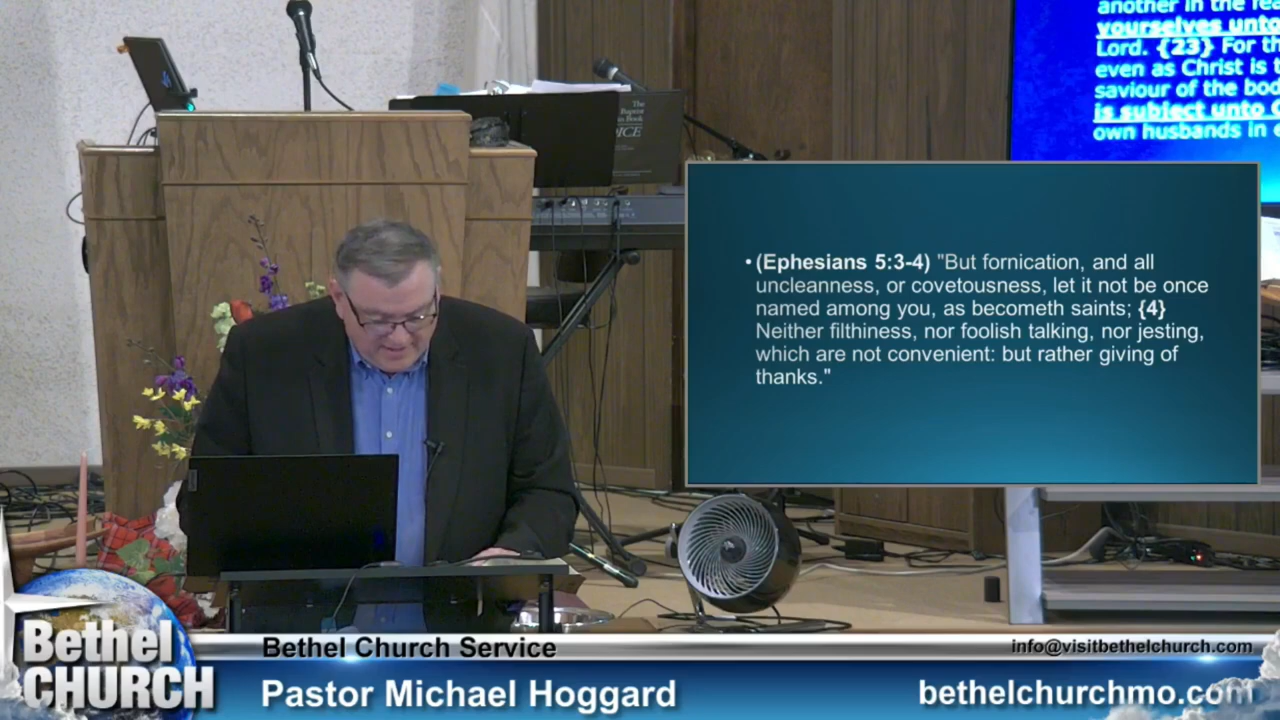 another in the
yourselves unto
Lord. {23} For
even as Christ is
saviour of the
is subject unto
own husbands in
The
Baptist
Book
• (Ephesians 5:3-4) "But fornication, and all
uncleanness, or covetousness, let it not be once
named among you, as becometh saints; {4}
Neither filthiness, nor foolish talking, nor jesting,
which are not convenient: but rather giving of
thanks."
Bethel
CHURCH
Bethel Church Service
info@visitbethelchurch.com
Pastor Michael Hoggard
bethelchurchmo.com